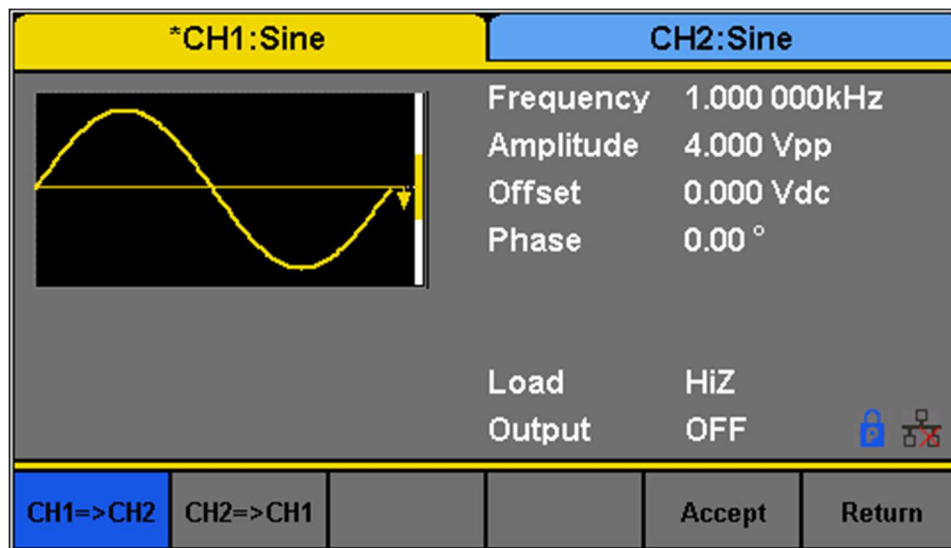 *CH1:Sine CH2:Sine
Frequency 1.000 000kHz
Amplitude 4.000 Vpp
Offset 0.000 Vdc
Phase 0.00 °
Load HiZ
Output OFF P
CH1=>CH2 CH2=>CH1 Accept Return